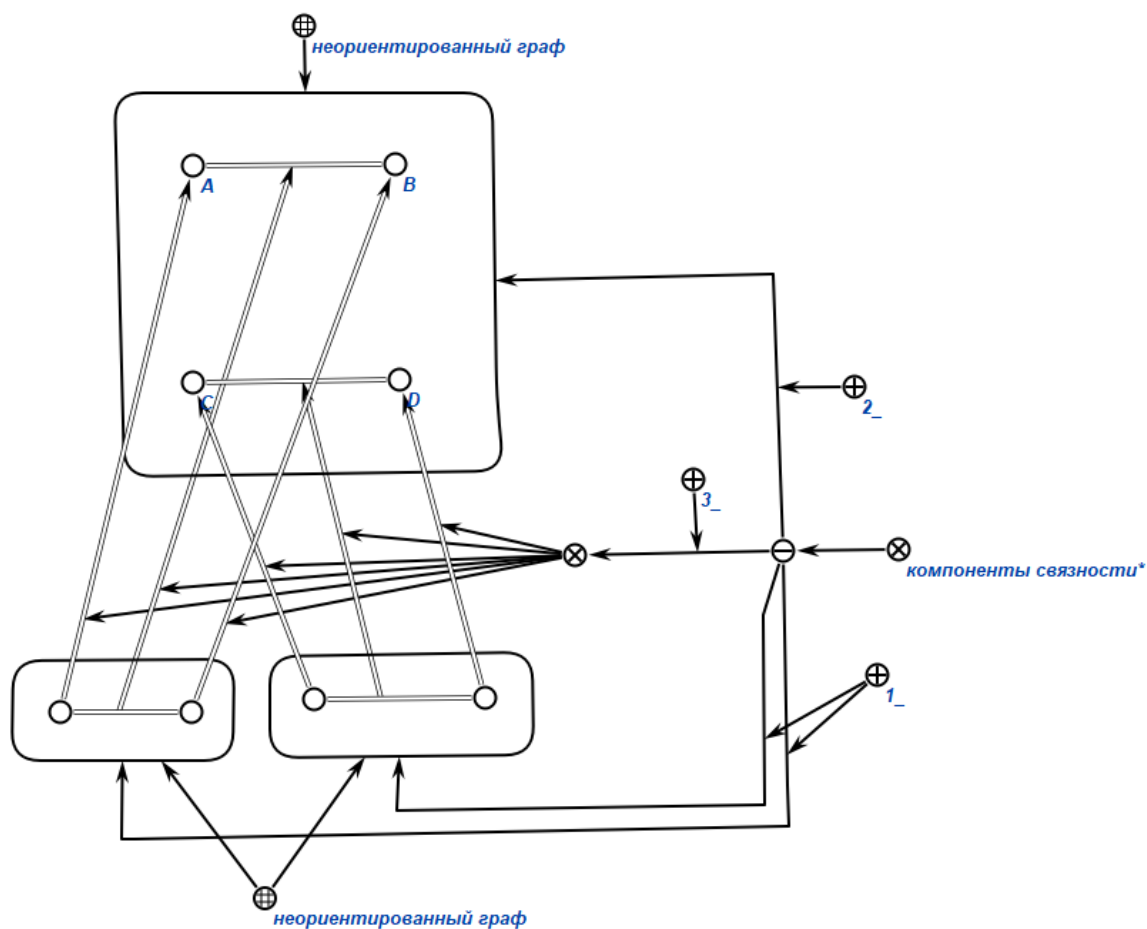 неориентированный граф
A
B
C
D
2_
3_
компоненты связности*
1_
неориентированный граф